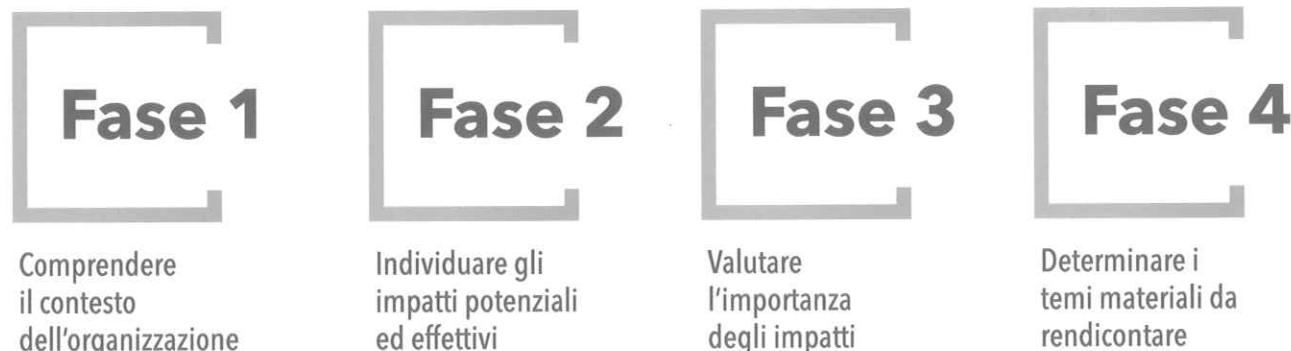 Fase 1
Comprendere
il contesto
dell'organizzazione
Fase 2
Individuare gli
impatti potenziali
ed effettivi
Fase 3
Valutare
l'importanza
degli impatti
Fase 4
Determinare i
temi materiali da
rendicontare